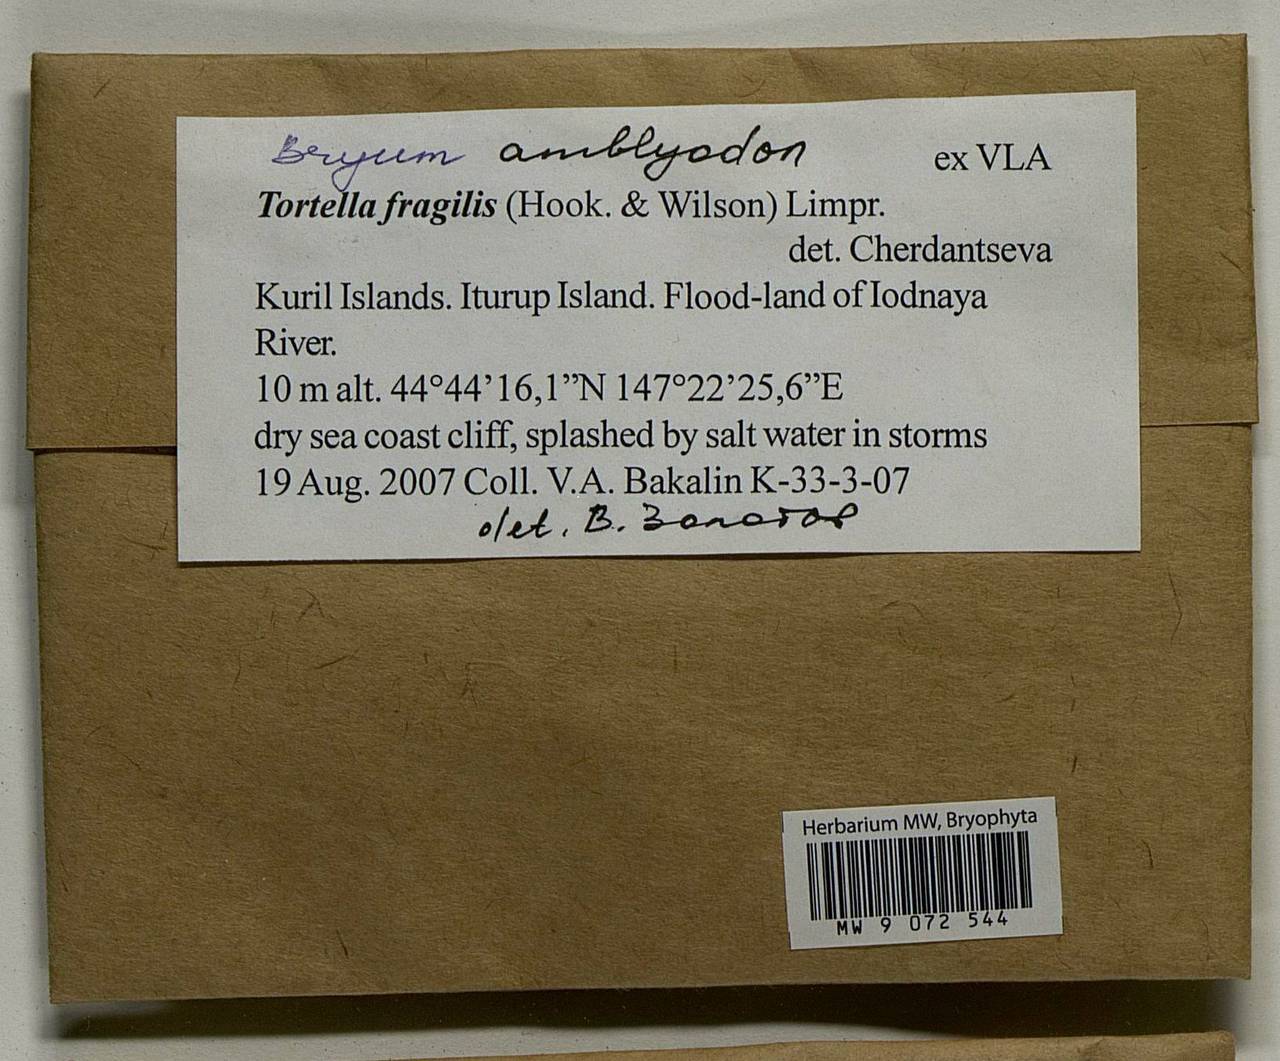 Bryum amblyodon ex VLA
Tortella fragilis (Hook. & Wilson) Limpr.
det. Cherdantseva
Kuril Islands. Iturup Island. Flood-land of Iodnaya
River.
10 m alt. 44°44’16,1”N 147°22’25,6”E
dry sea coast cliff, splashed by salt water in storms
19 Aug. 2007 Coll. V.A. Bakalin K-33-3-07
det. В. Золотов
Herbarium MW, Bryophyta
MW 9 072 544